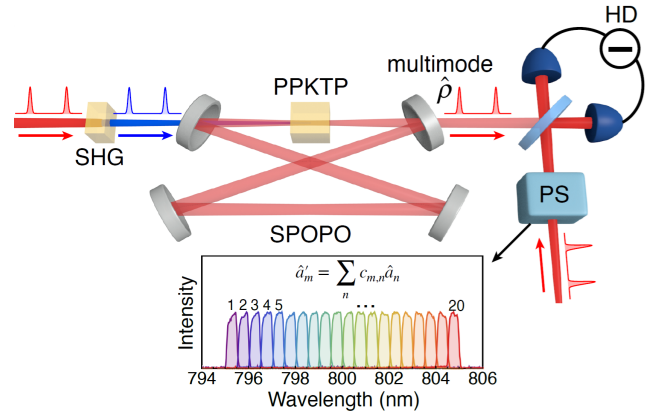 HD
PPKTP
multimode
ρ̂
SHG
PS
SPOPO
â′ₘ = ∑ₙ cₘ,ₙâₙ
1 2 3 4 5 ... 20
Intensity
794 796 798 800 802 804 806
Wavelength (nm)